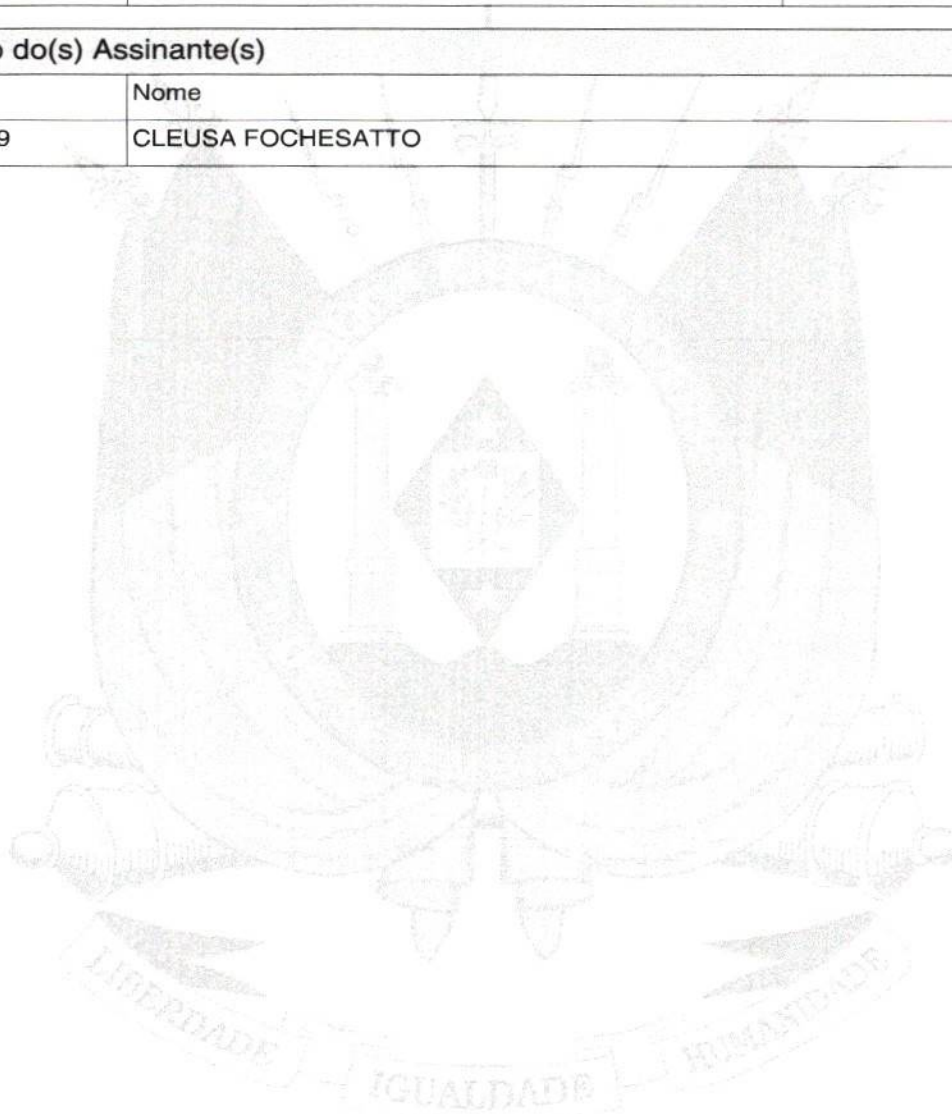 o do(s) Assinante(s)
Nome
9 CLEUSA FOCHESATTO
LIBERDADE IGUALDADE HUMANIDADE